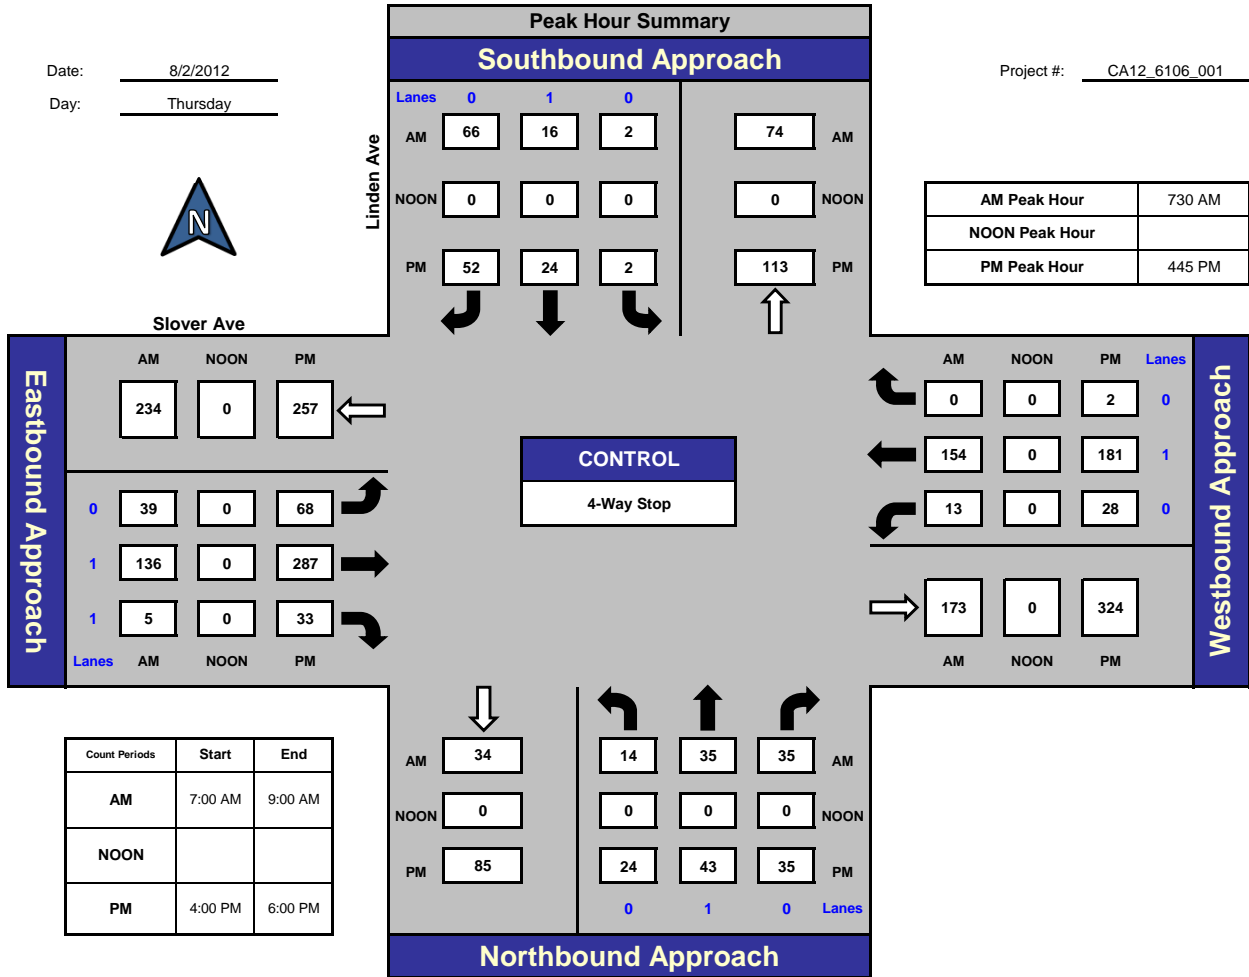 Peak Hour Summary
Southbound Approach
Date: 8/2/2012
Project #: CA12_6106_001
Day: Thursday
Lanes 0 1 0
AM 66 16 2 74 AM
Linden Ave
N
NOON 0 0 0 0 NOON
AM Peak Hour 730 AM
NOON Peak Hour
PM Peak Hour 445 PM
PM 52 24 2 113 PM
Slover Ave
Eastbound Approach
AM NOON PM
234 0 257
0 39 0 68
1 136 0 287
1 5 0 33
Lanes AM NOON PM
CONTROL
4-Way Stop
AM NOON PM Lanes
0 0 2 0
154 0 181 1
13 0 28 0
173 0 324
AM NOON PM
Westbound Approach
Count Periods Start End
AM 7:00 AM 9:00 AM
NOON
PM 4:00 PM 6:00 PM
AM 34 14 35 35 AM
NOON 0 0 0 0 NOON
PM 85 24 43 35 PM
0 1 0 Lanes
Northbound Approach